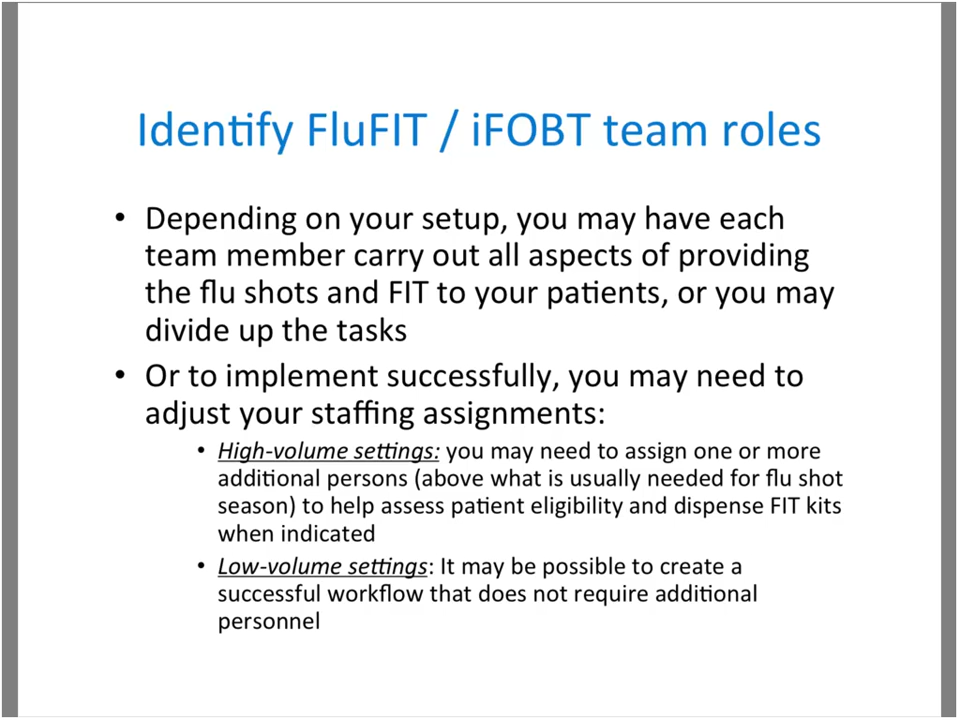 Identify FluFIT / iFOBT team roles
• Depending on your setup, you may have each
team member carry out all aspects of providing
the flu shots and FIT to your patients, or you may
divide up the tasks
• Or to implement successfully, you may need to
adjust your staffing assignments:
• High-volume settings: you may need to assign one or more
additional persons (above what is usually needed for flu shot
season) to help assess patient eligibility and dispense FIT kits
when indicated
• Low-volume settings: It may be possible to create a
successful workflow that does not require additional
personnel